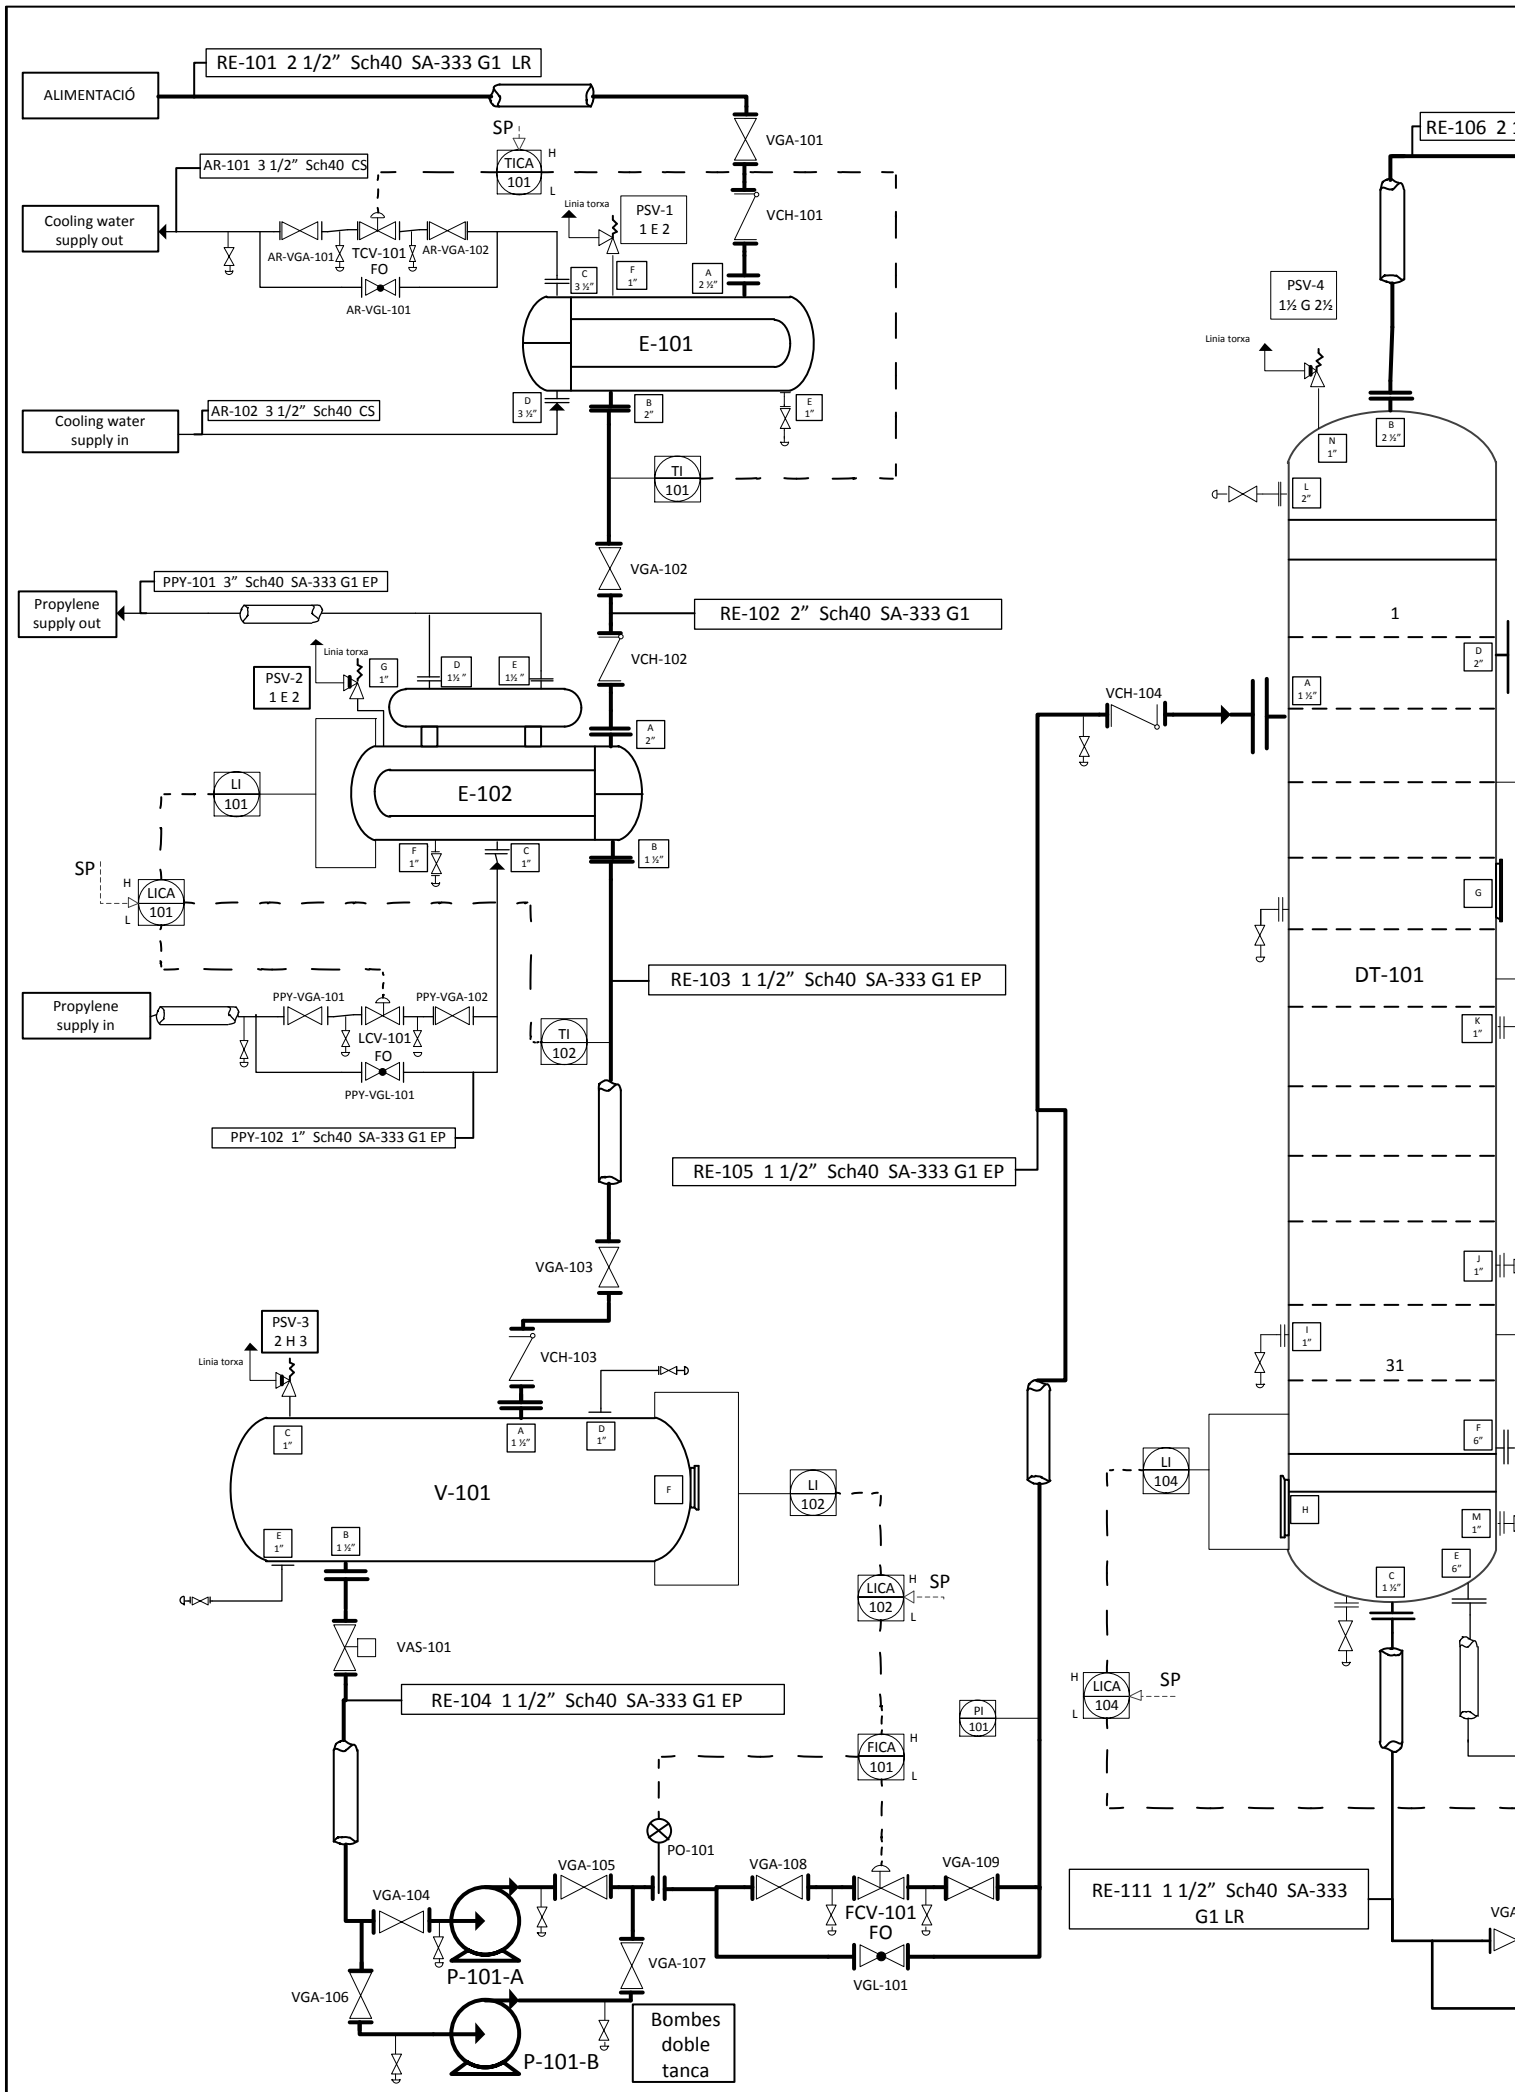 RE-101 2 1/2” Sch40 SA-333 G1 LR
ALIMENTACIÓ
VGA-101
SP
TICA
101
H
L
AR-101 3 1/2” Sch40 CS
Cooling water
supply out
AR-VGA-101
TCV-101
FO
AR-VGA-102
AR-VGL-101
Linia torxa
PSV-1
1 E 2
VCH-101
C
3 ½”
F
1”
A
2 ½”
E-101
AR-102 3 1/2” Sch40 CS
Cooling water
supply in
D
3 ½”
B
2”
E
1”
TI
101
VGA-102
PPY-101 3” Sch40 SA-333 G1 EP
Propylene
supply out
RE-102 2” Sch40 SA-333 G1
VCH-102
Linia torxa
PSV-2
1 E 2
G
1”
D
1½ ”
E
1½ ”
A
2”
LI
101
E-102
F
1”
C
1”
B
1 ½”
SP
H
L
LICA
101
RE-103 1 1/2” Sch40 SA-333 G1 EP
Propylene
supply in
PPY-VGA-101
LCV-101
FO
PPY-VGA-102
PPY-VGL-101
TI
102
PPY-102 1” Sch40 SA-333 G1 EP
RE-105 1 1/2” Sch40 SA-333 G1 EP
VGA-103
PSV-3
2 H 3
Linia torxa
VCH-103
C
1”
A
1 ½”
D
1”
V-101
F
LI
102
E
1”
B
1 ½”
LICA
102
H
L
SP
VAS-101
RE-104 1 1/2” Sch40 SA-333 G1 EP
FICA
101
H
L
PI
101
PO-101
VGA-104
VGA-105
VGA-108
VGA-109
FCV-101
FO
VGL-101
P-101-A
VGA-106
VGA-107
P-101-B
Bombes
doble
tanca
RE-106 2
PSV-4
1½ G 2½
Linia torxa
B
2 ½”
N
1”
L
2”
1
D
2”
A
1 ½”
VCH-104
G
DT-101
K
1”
J
1”
I
1”
31
F
6”
LI
104
H
M
1”
E
6”
C
1 ½”
H
L
LICA
104
SP
RE-111 1 1/2” Sch40 SA-333
G1 LR
VGA